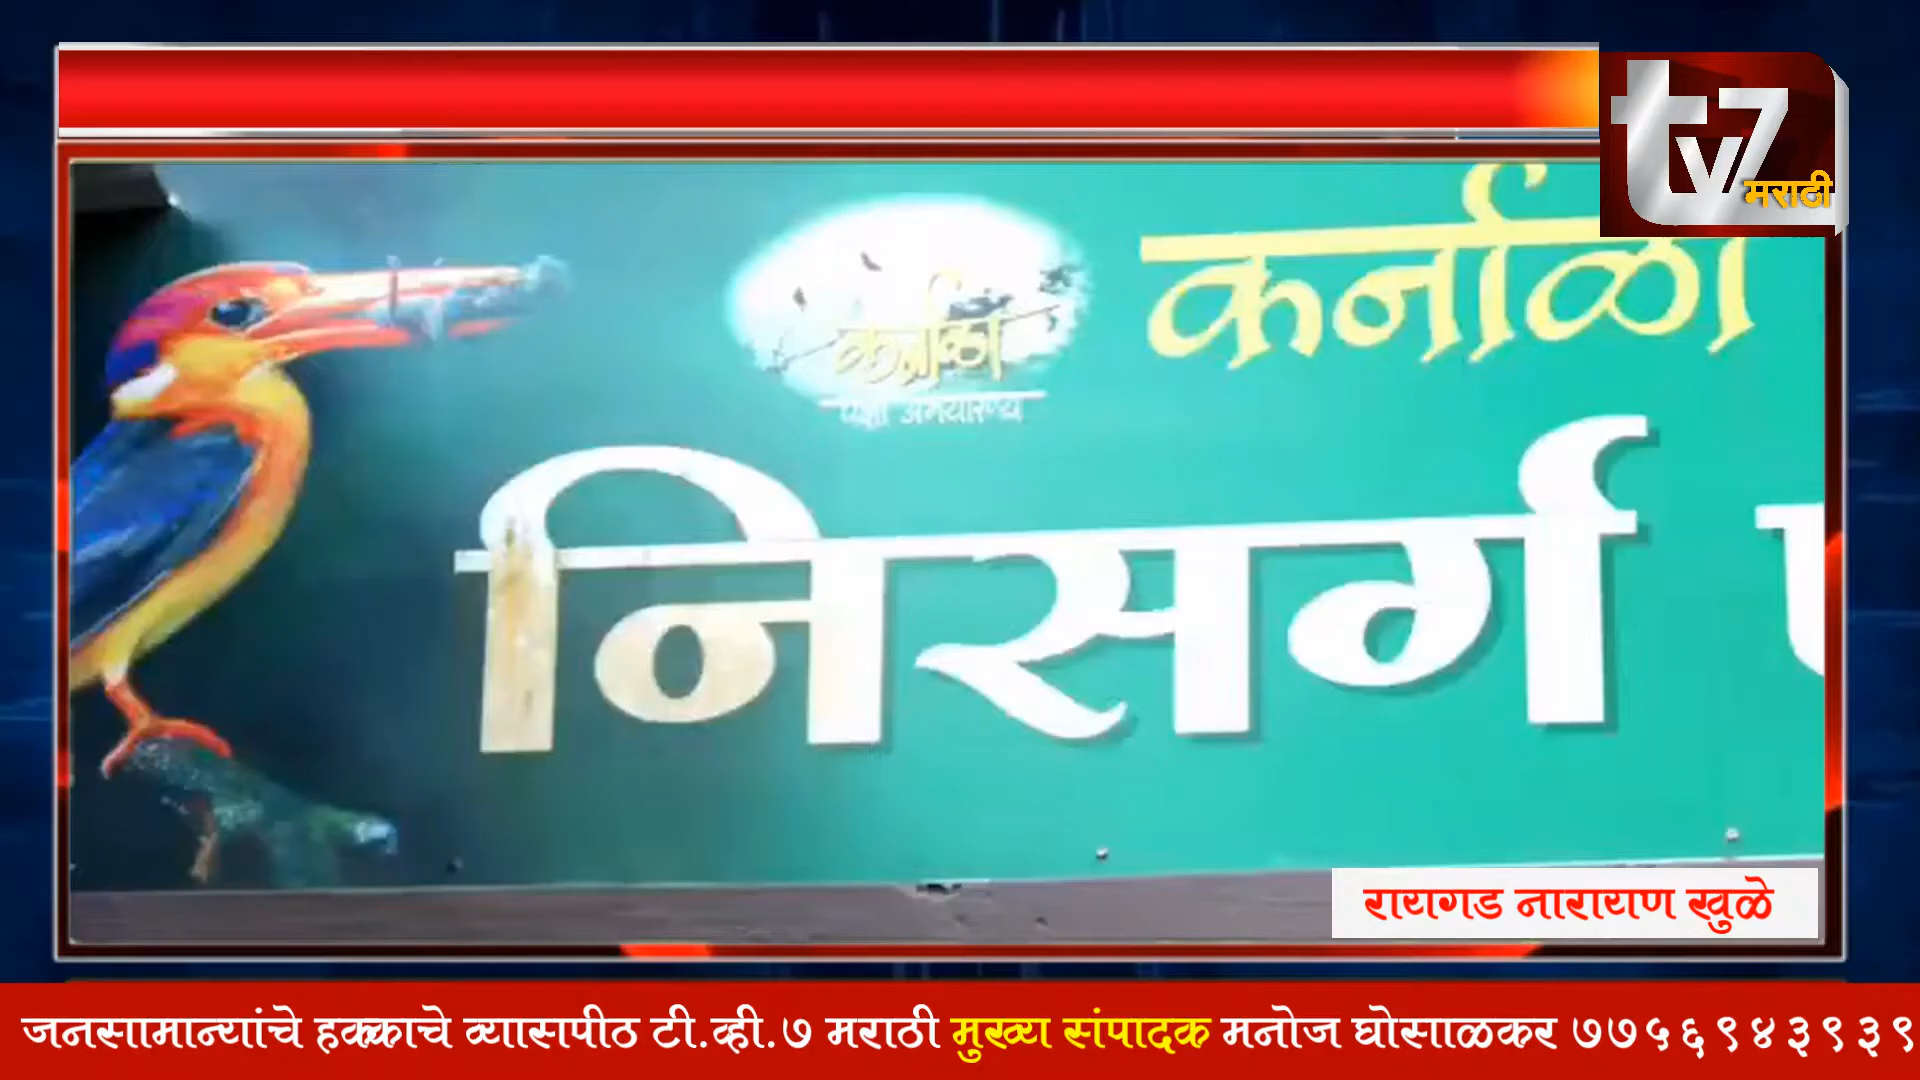 tv7
मराठी
कर्नाळा
कर्नाळा
पक्षी अभयारण्य
निसर्ग
रायगड नारायण खुळे
जनसामान्यांचे हक्काचे व्यासपीठ टी.व्ही.७ मराठी मुख्य संपादक मनोज घोसाळकर ७७५६९४३९३९